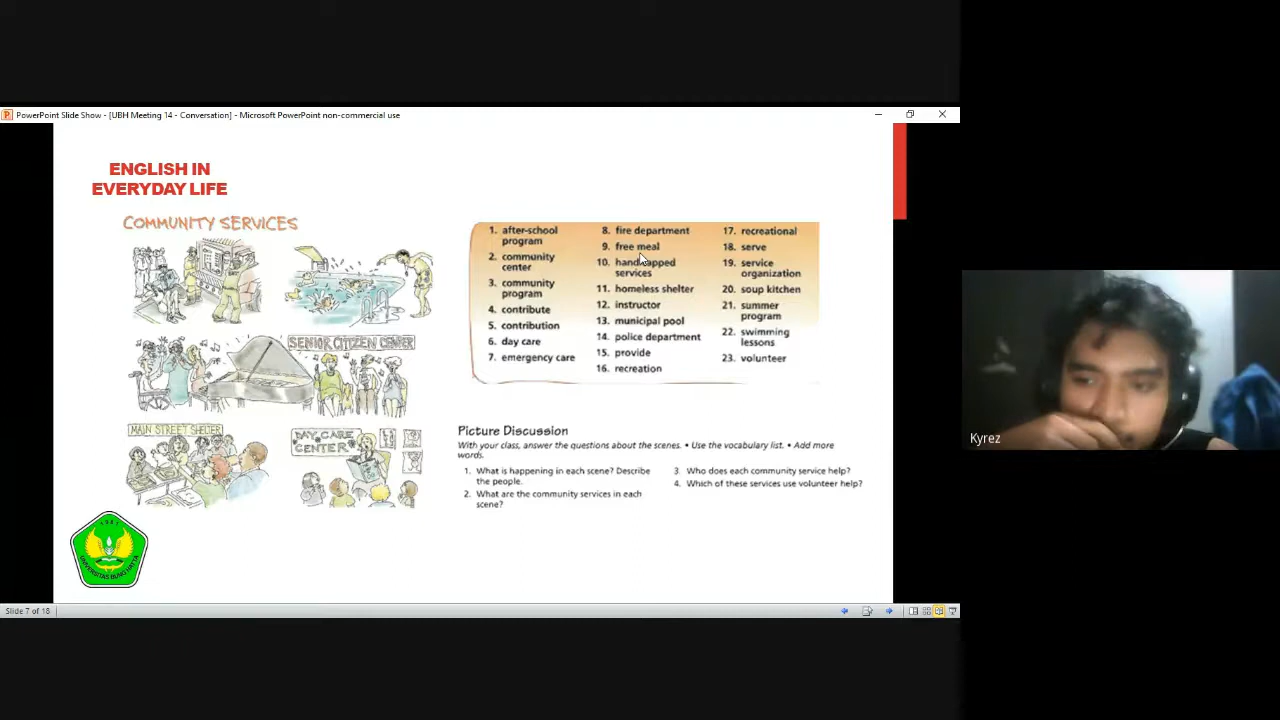 PowerPoint Slide Show - [UBH Meeting 14 - Conversation] - Microsoft PowerPoint non-commercial use
ENGLISH IN
EVERYDAY LIFE
COMMUNITY SERVICES
SENIOR CITIZEN CENTER
MAIN STREET SHELTER
DAY CARE
CENTER
1. after-school
program
2. community
center
3. community
program
4. contribute
5. contribution
6. day care
7. emergency care
8. fire department
9. free meal
10. handicapped
services
11. homeless shelter
12. instructor
13. municipal pool
14. police department
15. provide
16. recreation
17. recreational
18. serve
19. service
organization
20. soup kitchen
21. summer
program
22. swimming
lessons
23. volunteer
Picture Discussion
With your class, answer the questions about the scenes. • Use the vocabulary list. • Add more
words.
1. What is happening in each scene? Describe
the people.
2. What are the community services in each
scene?
3. Who does each community service help?
4. Which of these services use volunteer help?
UNIVERSITAS BUNG HATTA
Slide 7 of 18
Kyrez